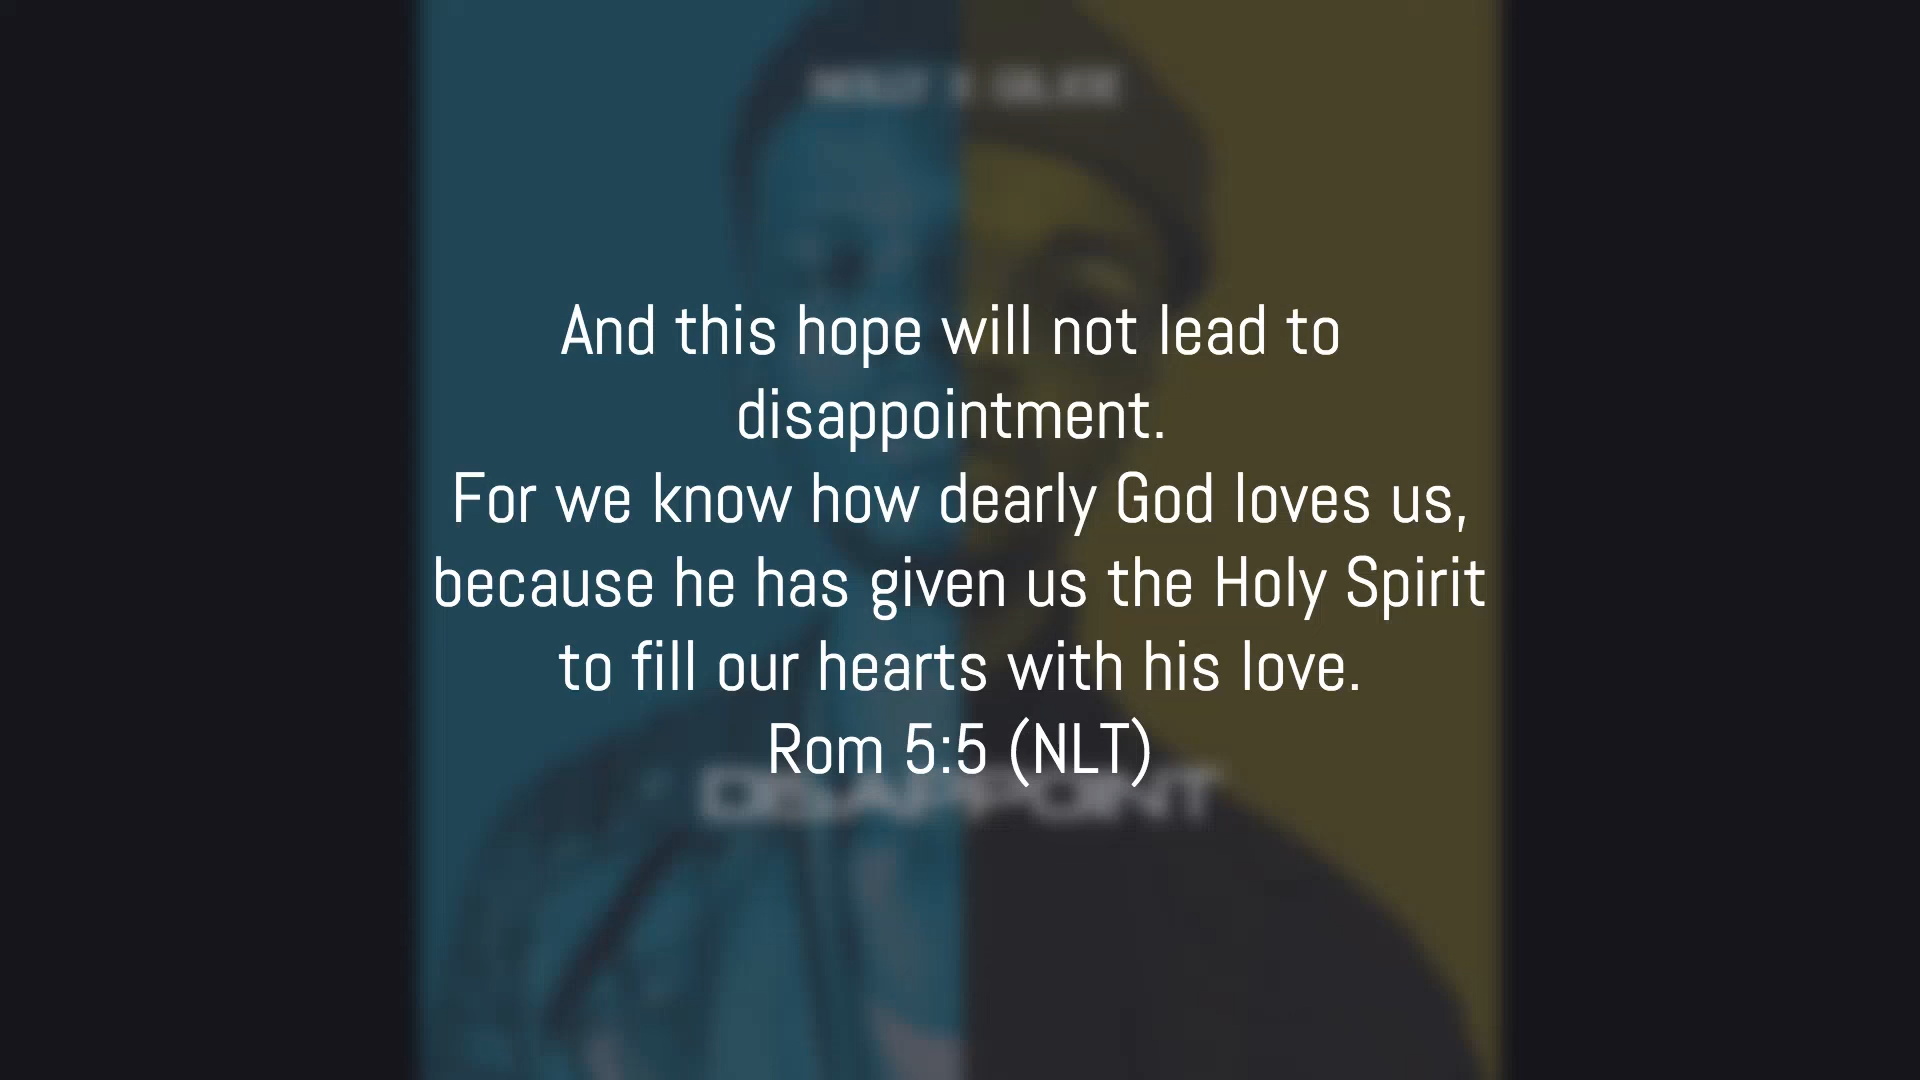 And this hope will not lead to
disappointment.
For we know how dearly God loves us,
because he has given us the Holy Spirit
to fill our hearts with his love.
Rom 5:5 (NLT)
DISAPPOINT